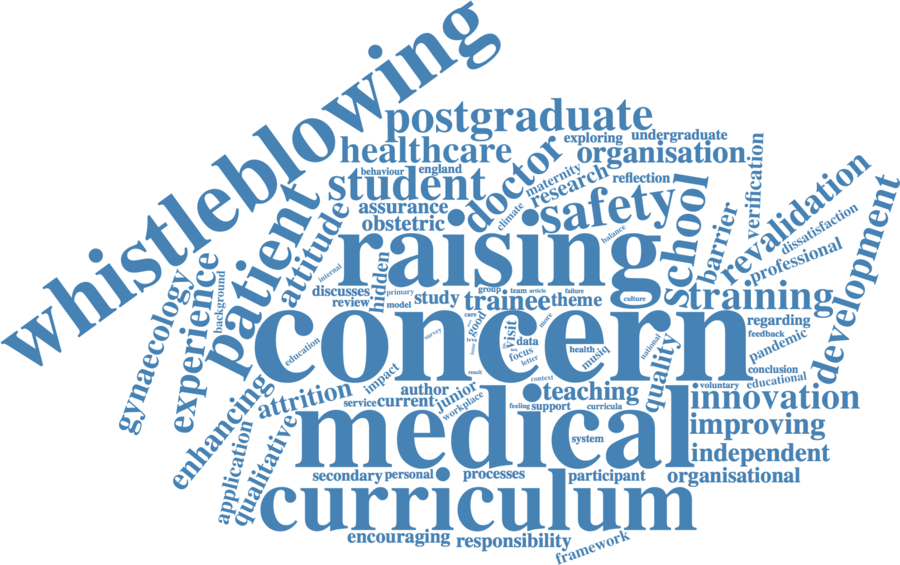 whistleblowing
postgraduate
healthcare
exploring
undergraduate
organisation
behaviour
england
student
doctor
maternity
research
reflection
verification
assurance
obstetric
climate
safety
balance
school
barrier
revalidation
dissatisfaction
professional
development
patient
attitude
raising
internal
hidden
gynaecology
experience
background
discusses
review
primary
model
study
group
team
article
failure
trainee
theme
culture
training
concern
care
good
visit
more
survey
data
focus
letter
health
musiq
national
quality
regarding
feedback
pandemic
education
impact
reach
context
conclusion
educational
voluntary
enhancing
attrition
service
current
author
junior
workplace
feeling
support
teaching
curricula
innovation
medical
system
improving
application
qualitative
independent
secondary
personal
processes
participant
organisational
curriculum
encouraging
responsibility
framework